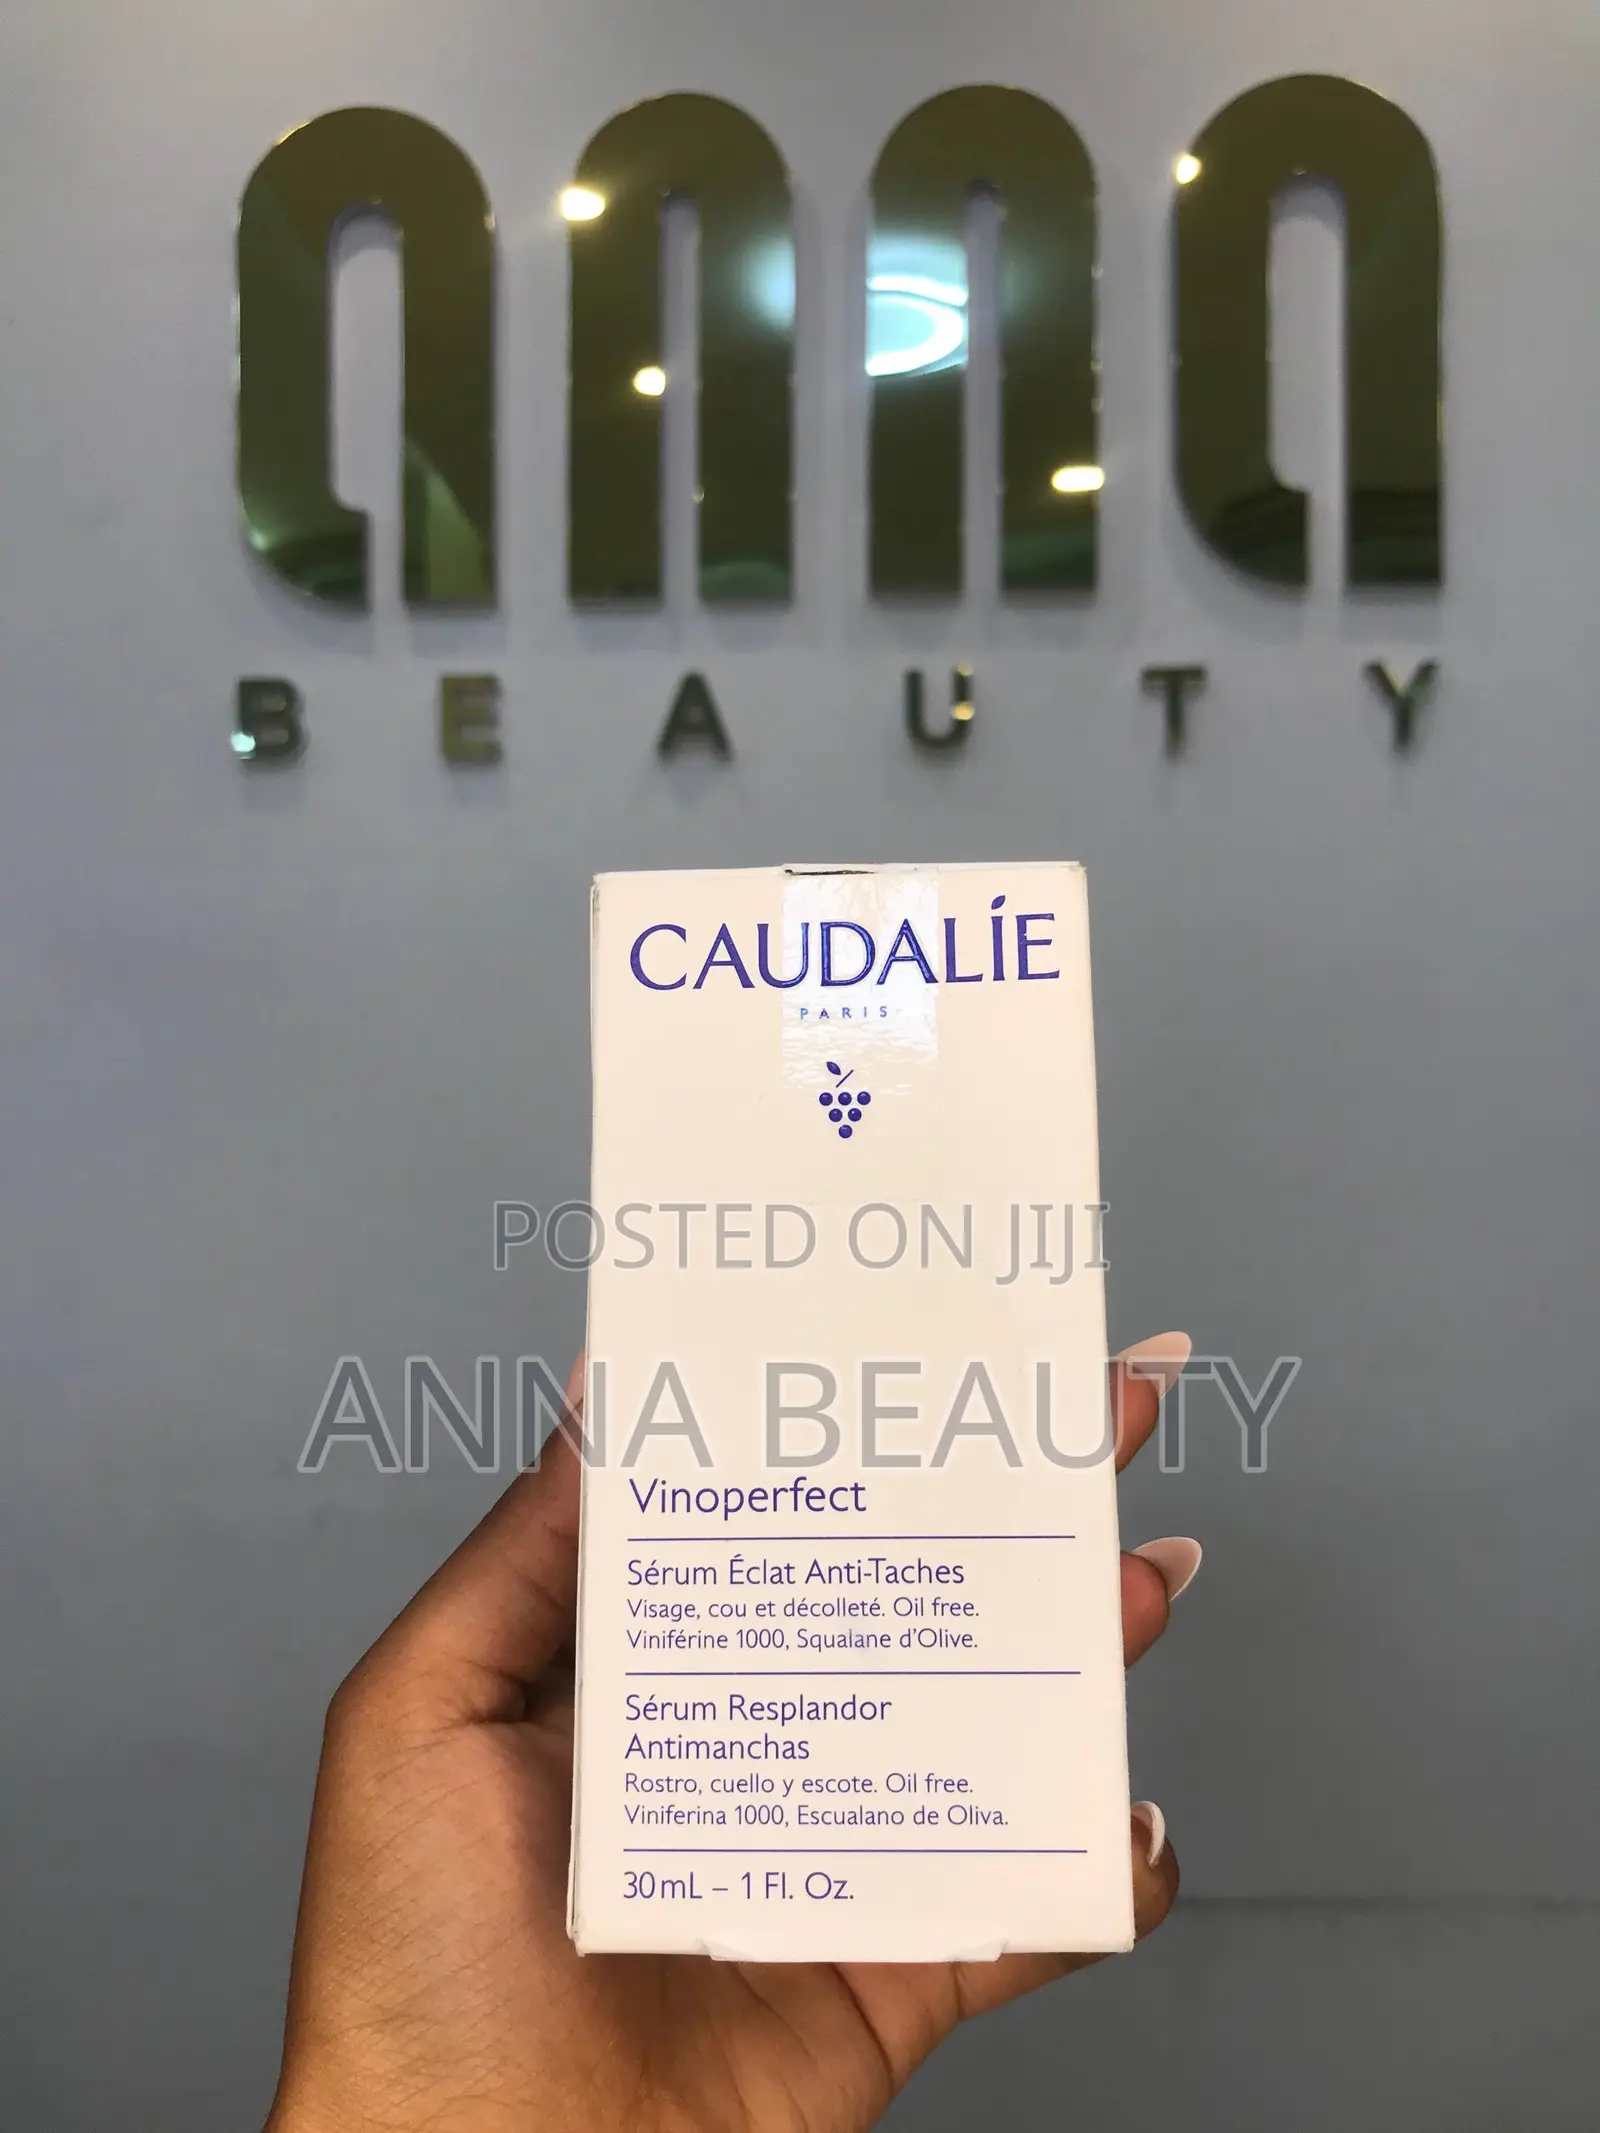 anna
BEAUTY
CAUDALÍE
PARIS
POSTED ON JIJI
ANNA BEAUTY
Vinoperfect
Sérum Éclat Anti-Taches
Visage, cou et décolleté. Oil free.
Viniférine 1000, Squalane d'Olive.
Sérum Resplandor
Antimanchas
Rostro, cuello y escote. Oil free.
Viniferina 1000, Escualano de Oliva.
30mL – 1 Fl. Oz.